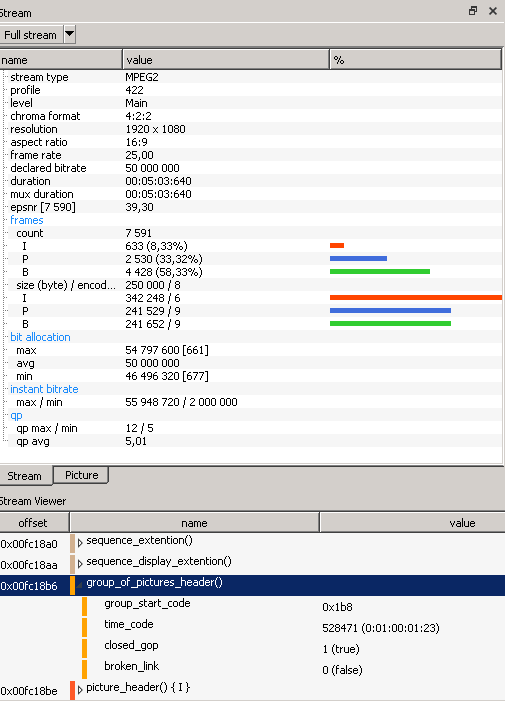 Stream
Full stream
name value %
stream type MPEG2
profile 422
level Main
chroma format 4:2:2
resolution 1920 x 1080
aspect ratio 16:9
frame rate 25,00
declared bitrate 50 000 000
duration 00:05:03:640
mux duration 00:05:03:640
epsnr [7 590] 39,30
frames
count 7 591
I 633 (8,33%)
P 2 530 (33,32%)
B 4 428 (58,33%)
size (byte) / encod... 250 000 / 8
I 342 248 / 6
P 241 529 / 9
B 241 652 / 9
bit allocation
max 54 797 600 [661]
avg 50 000 000
min 46 496 320 [677]
instant bitrate
max / min 55 948 720 / 2 000 000
qp
qp max / min 12 / 5
qp avg 5,01
Stream Picture
Stream Viewer
offset name value
0x00fc18a0 sequence_extention()
0x00fc18aa sequence_display_extention()
0x00fc18b6 group_of_pictures_header()
group_start_code 0x1b8
time_code 528471 (0:01:00:01:23)
closed_gop 1 (true)
broken_link 0 (false)
0x00fc18be picture_header() { I }